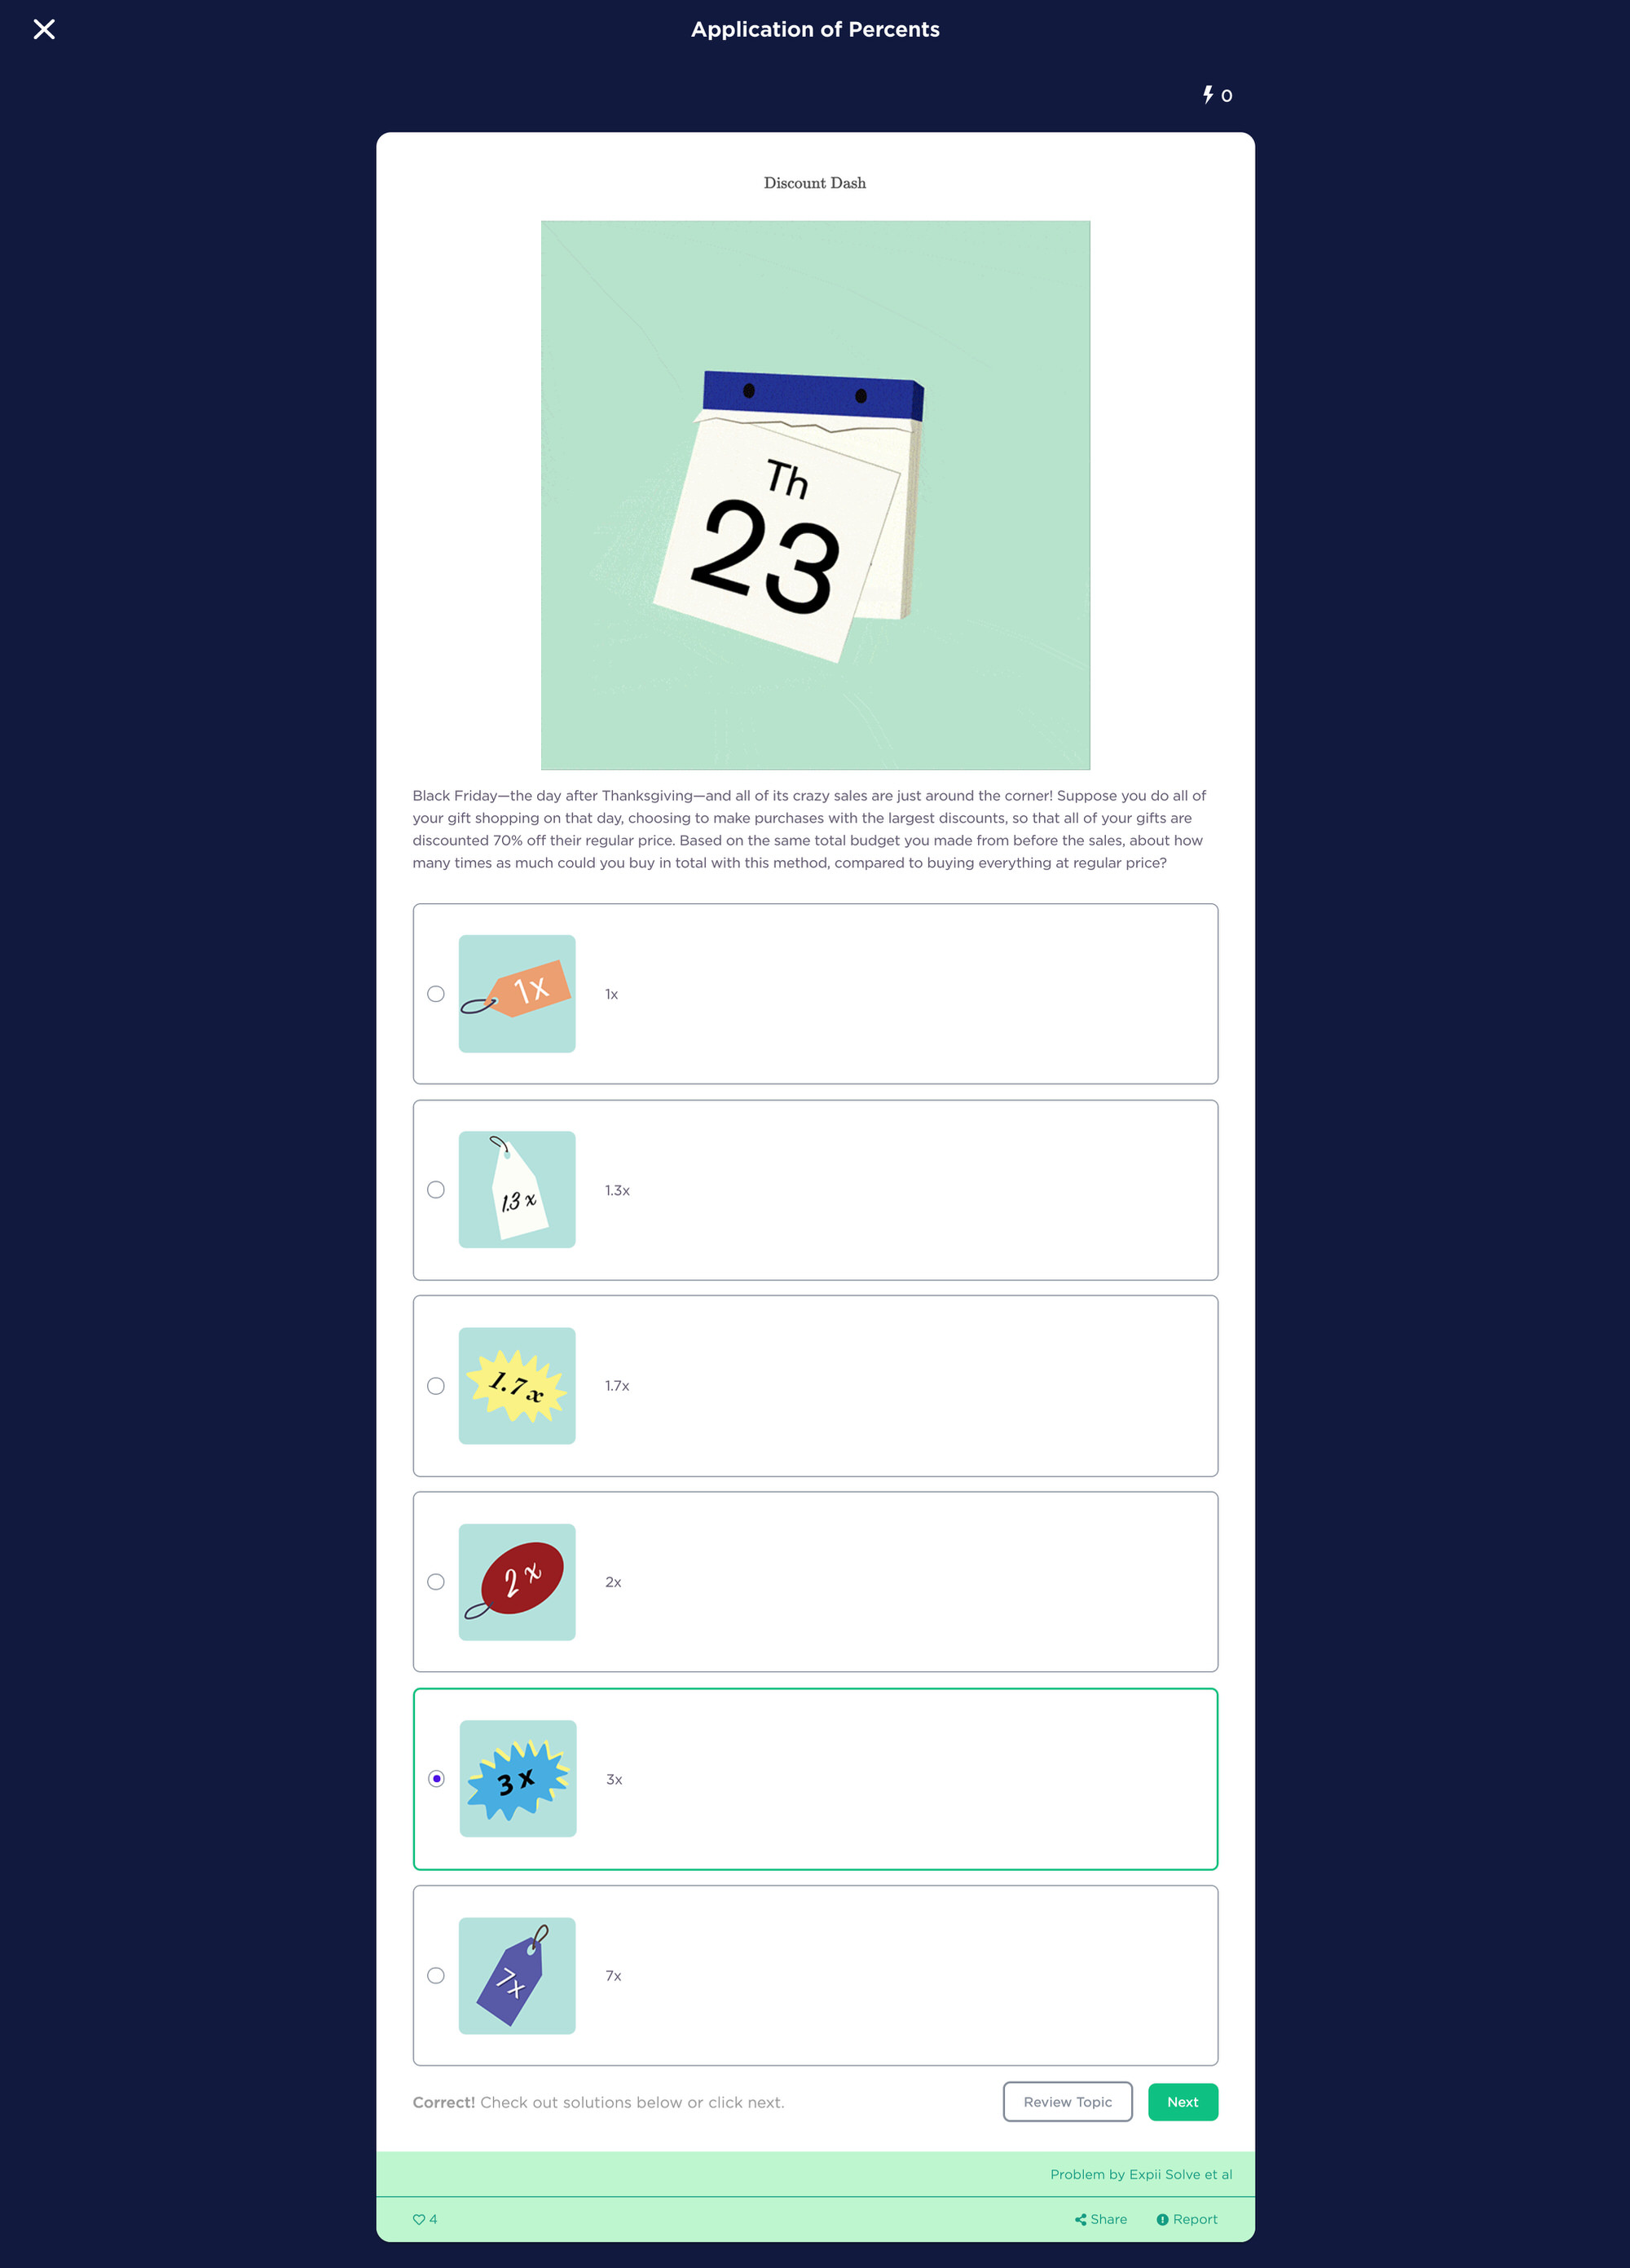 Application of Percents
0
Discount Dash
Th
23
Black Friday—the day after Thanksgiving—and all of its crazy sales are just around the corner! Suppose you do all of
your gift shopping on that day, choosing to make purchases with the largest discounts, so that all of your gifts are
discounted 70% off their regular price. Based on the same total budget you made from before the sales, about how
many times as much could you buy in total with this method, compared to buying everything at regular price?
1x
1x
1.3 x
1.3x
1.7 x
1.7x
2 x
2x
3 x
3x
7x
7x
Correct! Check out solutions below or click next.
Review Topic
Next
Problem by Expii Solve et al
4
Share
Report